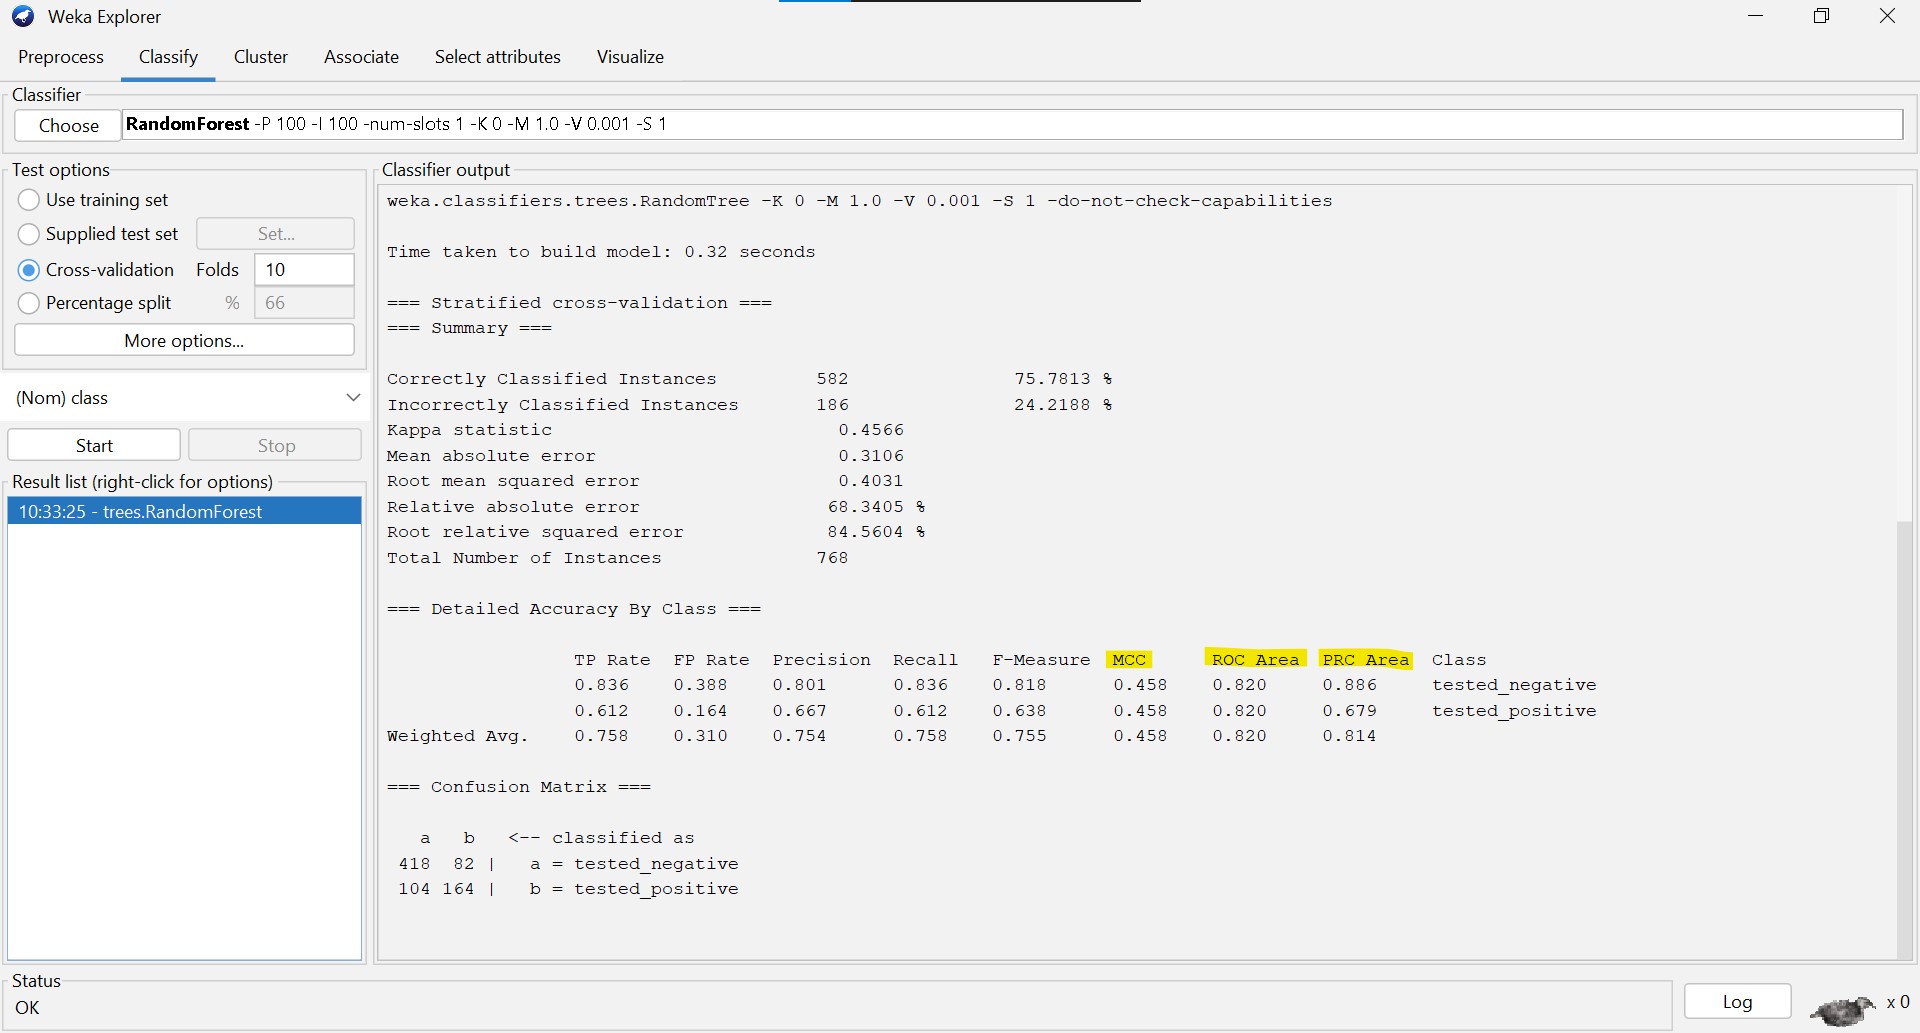 Weka Explorer
Preprocess Classify Cluster Associate Select attributes Visualize
Classifier
Choose RandomForest -P 100 -I 100 -num-slots 1 -K 0 -M 1.0 -V 0.001 -S 1
Test options
Use training set
Supplied test set Set...
Cross-validation Folds 10
Percentage split % 66
More options...
(Nom) class
Start Stop
Result list (right-click for options)
10:33:25 - trees.RandomForest
Classifier output
weka.classifiers.trees.RandomTree -K 0 -M 1.0 -V 0.001 -S 1 -do-not-check-capabilities
Time taken to build model: 0.32 seconds
=== Stratified cross-validation ===
=== Summary ===
Correctly Classified Instances 582 75.7813 %
Incorrectly Classified Instances 186 24.2188 %
Kappa statistic 0.4566
Mean absolute error 0.3106
Root mean squared error 0.4031
Relative absolute error 68.3405 %
Root relative squared error 84.5604 %
Total Number of Instances 768
=== Detailed Accuracy By Class ===
TP Rate FP Rate Precision Recall F-Measure MCC ROC Area PRC Area Class
0.836 0.388 0.801 0.836 0.818 0.458 0.820 0.886 tested_negative
0.612 0.164 0.667 0.612 0.638 0.458 0.820 0.679 tested_positive
Weighted Avg. 0.758 0.310 0.754 0.758 0.755 0.458 0.820 0.814
=== Confusion Matrix ===
a b <-- classified as
418 82 | a = tested_negative
104 164 | b = tested_positive
Status
OK
Log x 0